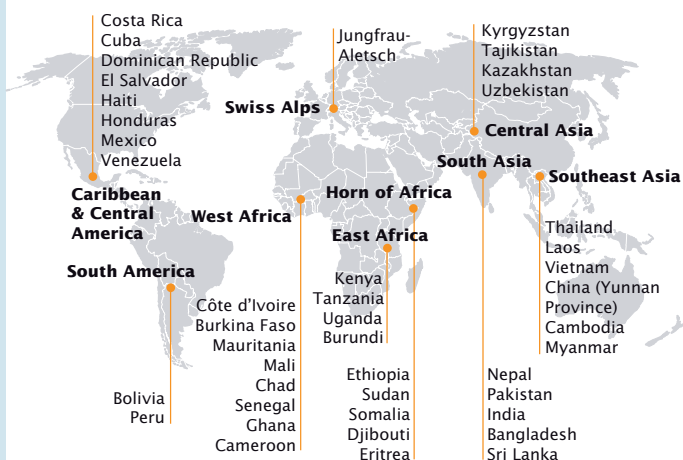 Costa Rica
Cuba
Dominican Republic
El Salvador
Haiti
Honduras
Mexico
Venezuela
Caribbean
& Central
America
Jungfrau-
Aletsch
Swiss Alps
Kyrgyzstan
Tajikistan
Kazakhstan
Uzbekistan
Central Asia
South Asia
Southeast Asia
Horn of Africa
West Africa
East Africa
South America
Thailand
Laos
Vietnam
China (Yunnan
Province)
Cambodia
Myanmar
Kenya
Tanzania
Uganda
Burundi
Côte d'Ivoire
Burkina Faso
Mauritania
Mali
Chad
Senegal
Ghana
Cameroon
Bolivia
Peru
Ethiopia
Sudan
Somalia
Djibouti
Eritrea
Nepal
Pakistan
India
Bangladesh
Sri Lanka